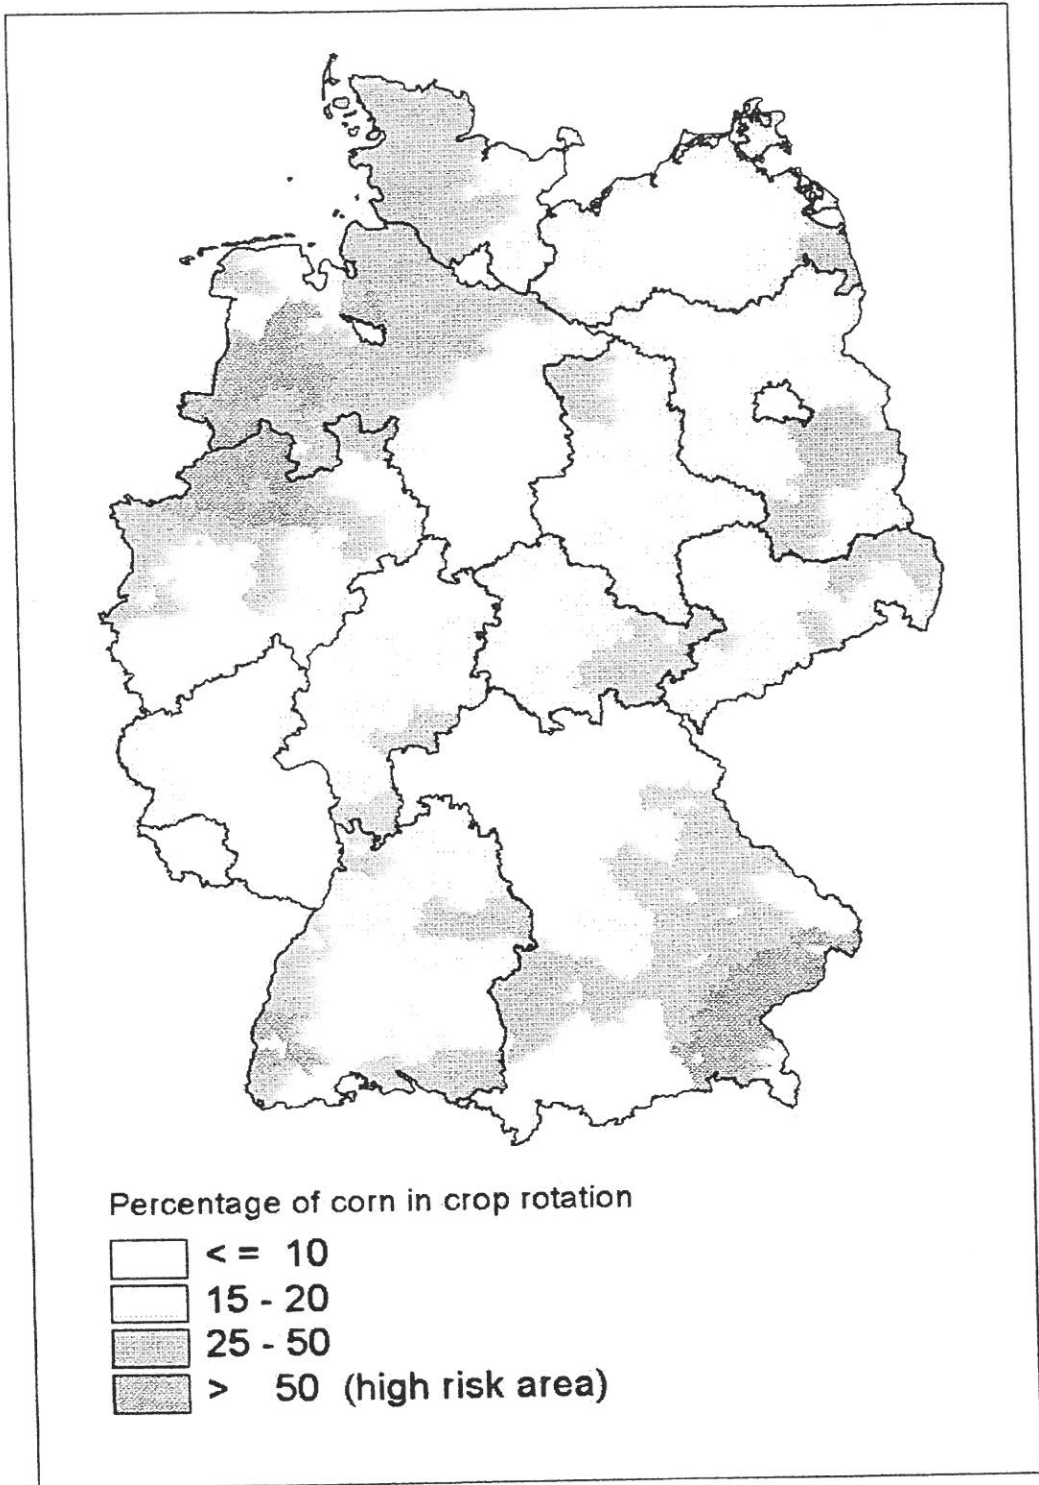 Percentage of corn in crop rotation
< = 10
15 - 20
25 - 50
> 50 (high risk area)